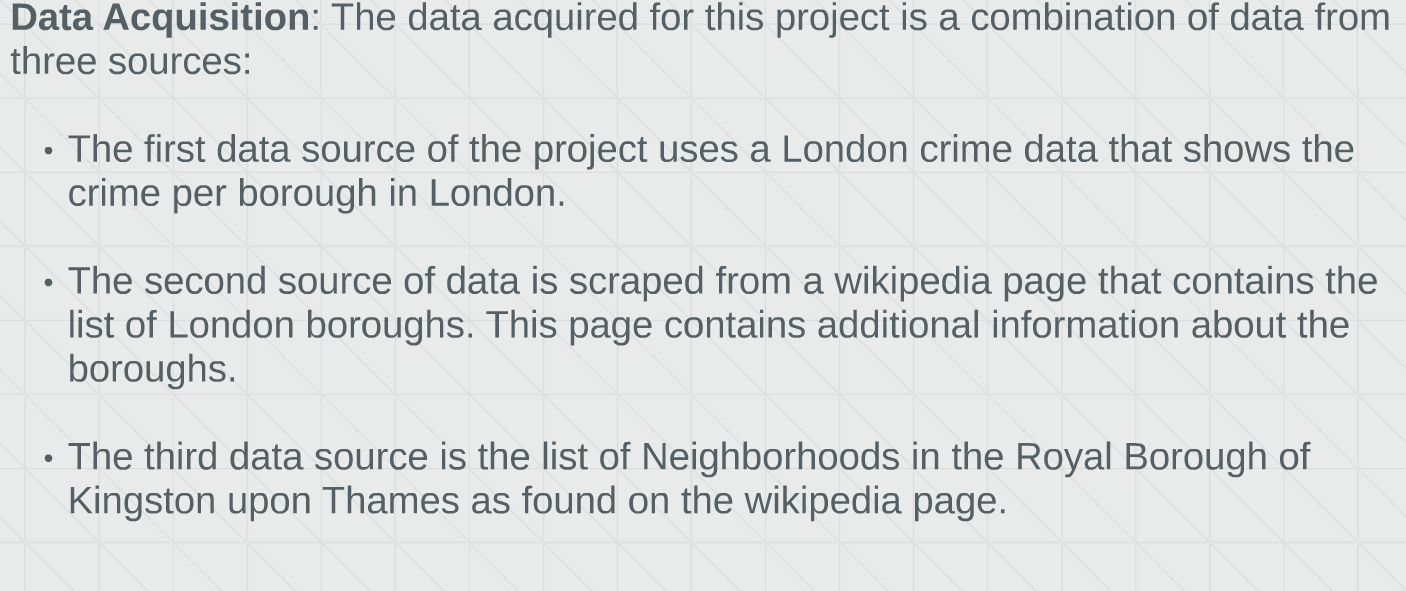 Data Acquisition: The data acquired for this project is a combination of data from
three sources:
• The first data source of the project uses a London crime data that shows the
crime per borough in London.
• The second source of data is scraped from a wikipedia page that contains the
list of London boroughs. This page contains additional information about the
boroughs.
• The third data source is the list of Neighborhoods in the Royal Borough of
Kingston upon Thames as found on the wikipedia page.